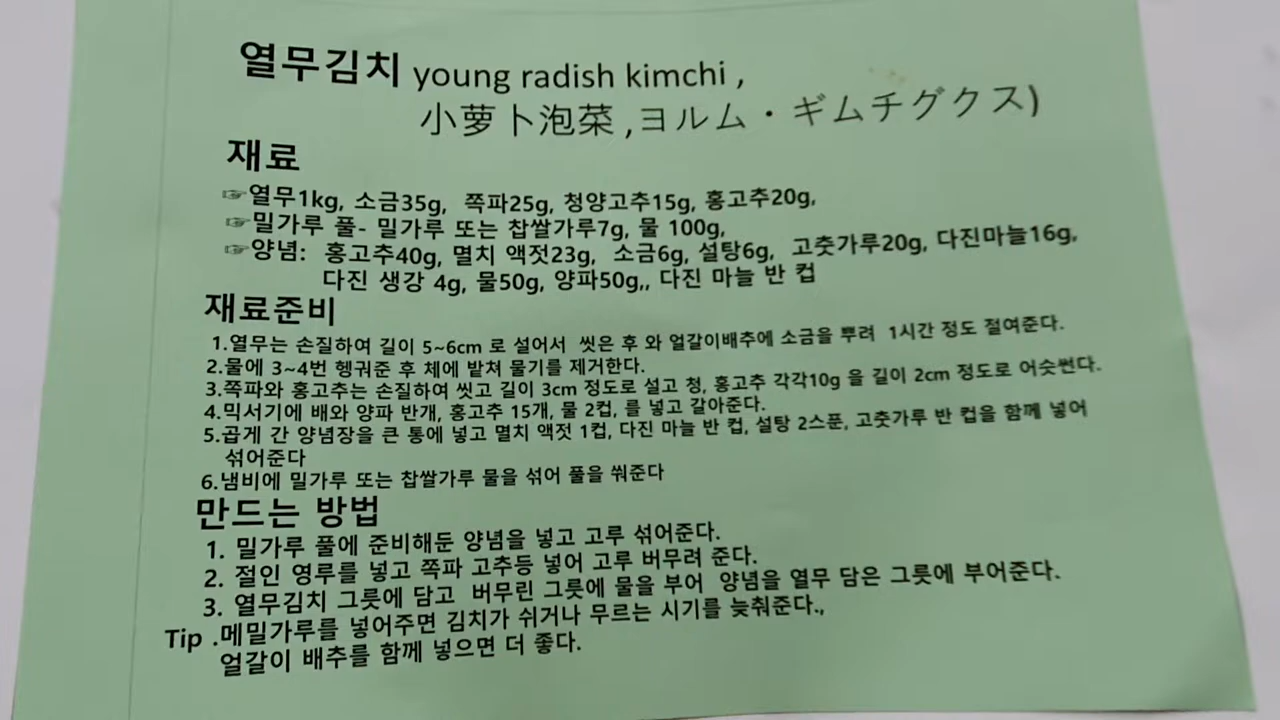 열무김치 young radish kimchi ,
小萝卜泡菜 ,ヨルム・ギムチグクス)
재료
☞열무1kg, 소금35g, 쪽파25g, 청양고추15g, 홍고추20g,
☞밀가루 풀- 밀가루 또는 찹쌀가루7g, 물 100g,
☞양념: 홍고추40g, 멸치 액젓23g, 소금6g, 설탕6g, 고춧가루20g, 다진마늘16g,
다진 생강 4g, 물50g, 양파50g,, 다진 마늘 반 컵
재료준비
1.열무는 손질하여 길이 5~6cm 로 설어서 씻은 후 와 얼갈이배추에 소금을 뿌려 1시간 정도 절여준다.
2.물에 3~4번 헹궈준 후 체에 밭쳐 물기를 제거한다.
3.쪽파와 홍고추는 손질하여 씻고 길이 3cm 정도로 설고 청, 홍고추 각각10g 을 길이 2cm 정도로 어슷썬다.
4.믹서기에 배와 양파 반개, 홍고추 15개, 물 2컵, 를 넣고 갈아준다.
5.곱게 간 양념장을 큰 통에 넣고 멸치 액젓 1컵, 다진 마늘 반 컵, 설탕 2스푼, 고춧가루 반 컵을 함께 넣어
섞어준다
6.냄비에 밀가루 또는 찹쌀가루 물을 섞어 풀을 쒀준다
만드는 방법
1. 밀가루 풀에 준비해둔 양념을 넣고 고루 섞어준다.
2. 절인 영루를 넣고 쪽파 고추등 넣어 고루 버무려 준다.
3. 열무김치 그릇에 담고 버무린 그릇에 물을 부어 양념을 열무 담은 그릇에 부어준다.
Tip .메밀가루를 넣어주면 김치가 쉬거나 무르는 시기를 늦춰준다.,
얼갈이 배추를 함께 넣으면 더 좋다.